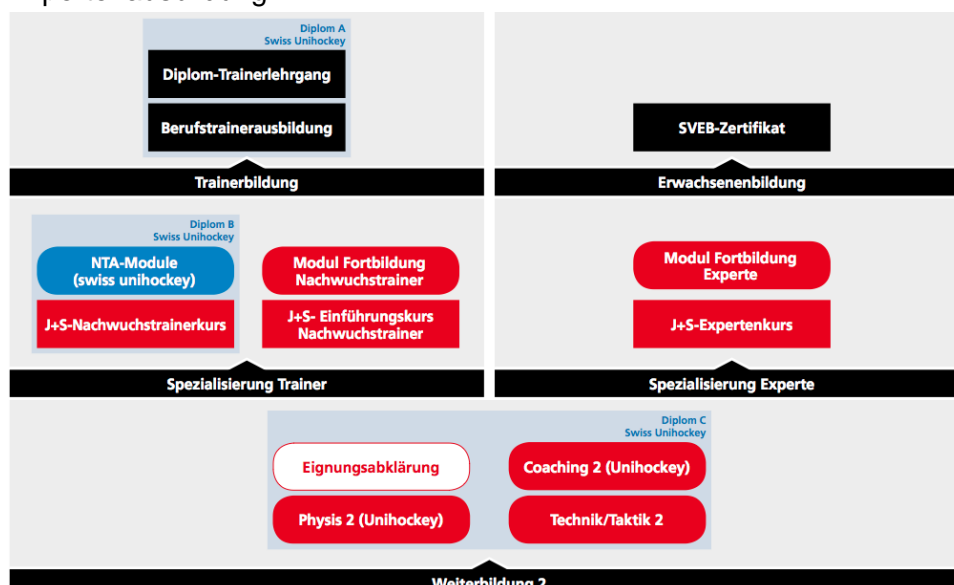 Diplom A
Swiss Unihockey
Diplom-Trainerlehrgang
Berufstrainerausbildung
SVEB-Zertifikat
Trainerbildung
Erwachsenenbildung
Diplom B
Swiss Unihockey
NTA-Module
(swiss unihockey)
Modul Fortbildung
Nachwuchstrainer
Modul Fortbildung
Experte
J+S-Nachwuchstrainerkurs
J+S- Einführungskurs
Nachwuchstrainer
J+S-Expertenkurs
Spezialisierung Trainer
Spezialisierung Experte
Diplom C
Swiss Unihockey
Eignungsabklärung
Coaching 2 (Unihockey)
Physis 2 (Unihockey)
Technik/Taktik 2
Weiterbildung 2